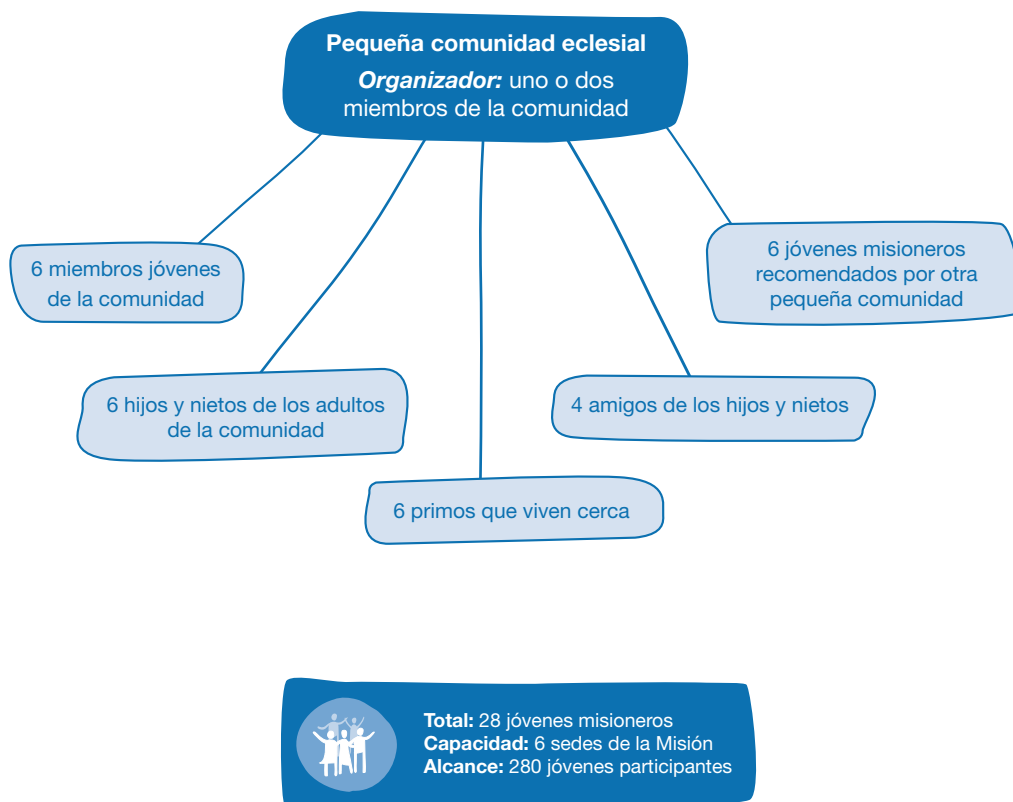 Pequeña comunidad eclesial
Organizador: uno o dos
miembros de la comunidad
6 miembros jóvenes
de la comunidad
6 jóvenes misioneros
recomendados por otra
pequeña comunidad
6 hijos y nietos de los adultos
de la comunidad
4 amigos de los hijos y nietos
6 primos que viven cerca
Total: 28 jóvenes misioneros
Capacidad: 6 sedes de la Misión
Alcance: 280 jóvenes participantes